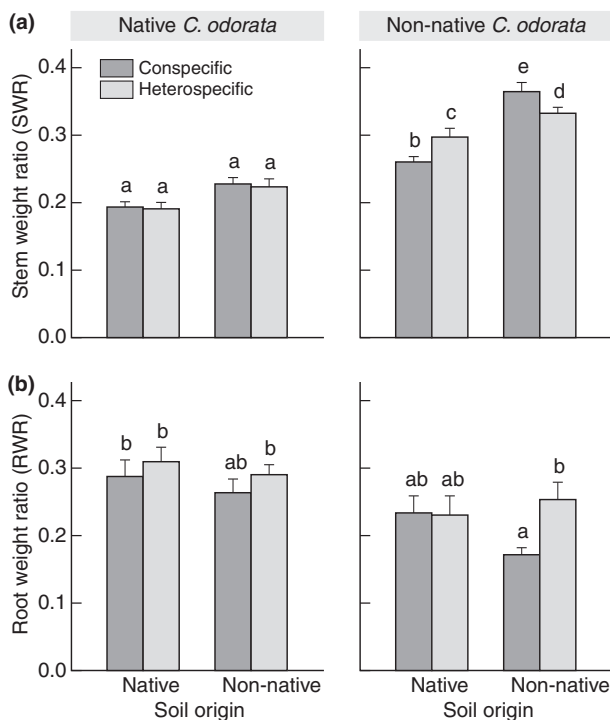 (a)
Native C. odorata
Non-native C. odorata
Conspecific
Heterospecific
Stem weight ratio (SWR)
0.4
0.3
0.2
0.1
0.0
a a a a
b c e d
(b)
Root weight ratio (RWR)
0.4
0.3
0.2
0.1
0.0
b b ab b
ab ab a b
Native Non-native
Soil origin
Native Non-native
Soil origin